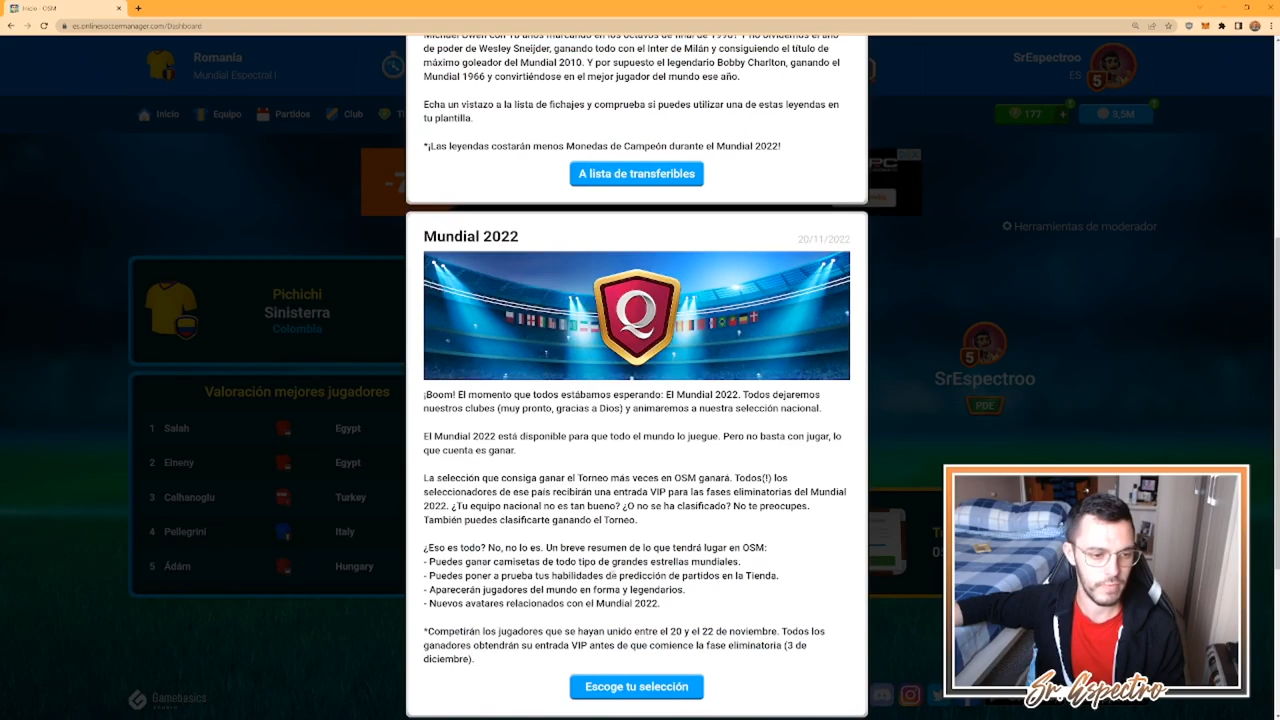 Inicio - OSM
es.onlinesoccermanager.com/Dashboard
Romania
Mundial Espectral I
SrEspectroo
ES
5
Inicio
Equipo
Partidos
Club
177
3,5M
Michael Owen con 18 años marcando en los octavos de final de 1998? Y no olvidemos el año
de poder de Wesley Sneijder, ganando todo con el Inter de Milán y consiguiendo el título de
máximo goleador del Mundial 2010. Y por supuesto el legendario Bobby Charlton, ganando el
Mundial 1966 y convirtiéndose en el mejor jugador del mundo ese año.
Echa un vistazo a la lista de fichajes y comprueba si puedes utilizar una de estas leyendas en
tu plantilla.
*¡Las leyendas costarán menos Monedas de Campeón durante el Mundial 2022!
A lista de transferibles
Herramientas de moderador
Mundial 2022
20/11/2022
Q
¡Boom! El momento que todos estábamos esperando: El Mundial 2022. Todos dejaremos
nuestros clubes (muy pronto, gracias a Dios) y animaremos a nuestra selección nacional.
El Mundial 2022 está disponible para que todo el mundo lo juegue. Pero no basta con jugar, lo
que cuenta es ganar.
La selección que consiga ganar el Torneo más veces en OSM ganará. Todos(!) los
seleccionadores de ese país recibirán una entrada VIP para las fases eliminatorias del Mundial
2022. ¿Tu equipo nacional no es tan bueno? ¿O no se ha clasificado? No te preocupes.
También puedes clasificarte ganando el Torneo.
¿Eso es todo? No, no lo es. Un breve resumen de lo que tendrá lugar en OSM:
- Puedes ganar camisetas de todo tipo de grandes estrellas mundiales.
- Puedes poner a prueba tus habilidades de predicción de partidos en la Tienda.
- Aparecerán jugadores del mundo en forma y legendarios.
- Nuevos avatares relacionados con el Mundial 2022.
*Competirán los jugadores que se hayan unido entre el 20 y el 22 de noviembre. Todos los
ganadores obtendrán su entrada VIP antes de que comience la fase eliminatoria (3 de
diciembre).
Escoge tu selección
Pichichi
Sinisterra
Colombia
Valoración mejores jugadores
1 Salah Egypt
2 Elneny Egypt
3 Calhanoglu Turkey
4 Pellegrini Italy
5 Ádám Hungary
5
SrEspectroo
PDE
Gamebasics
Sr. Espectro